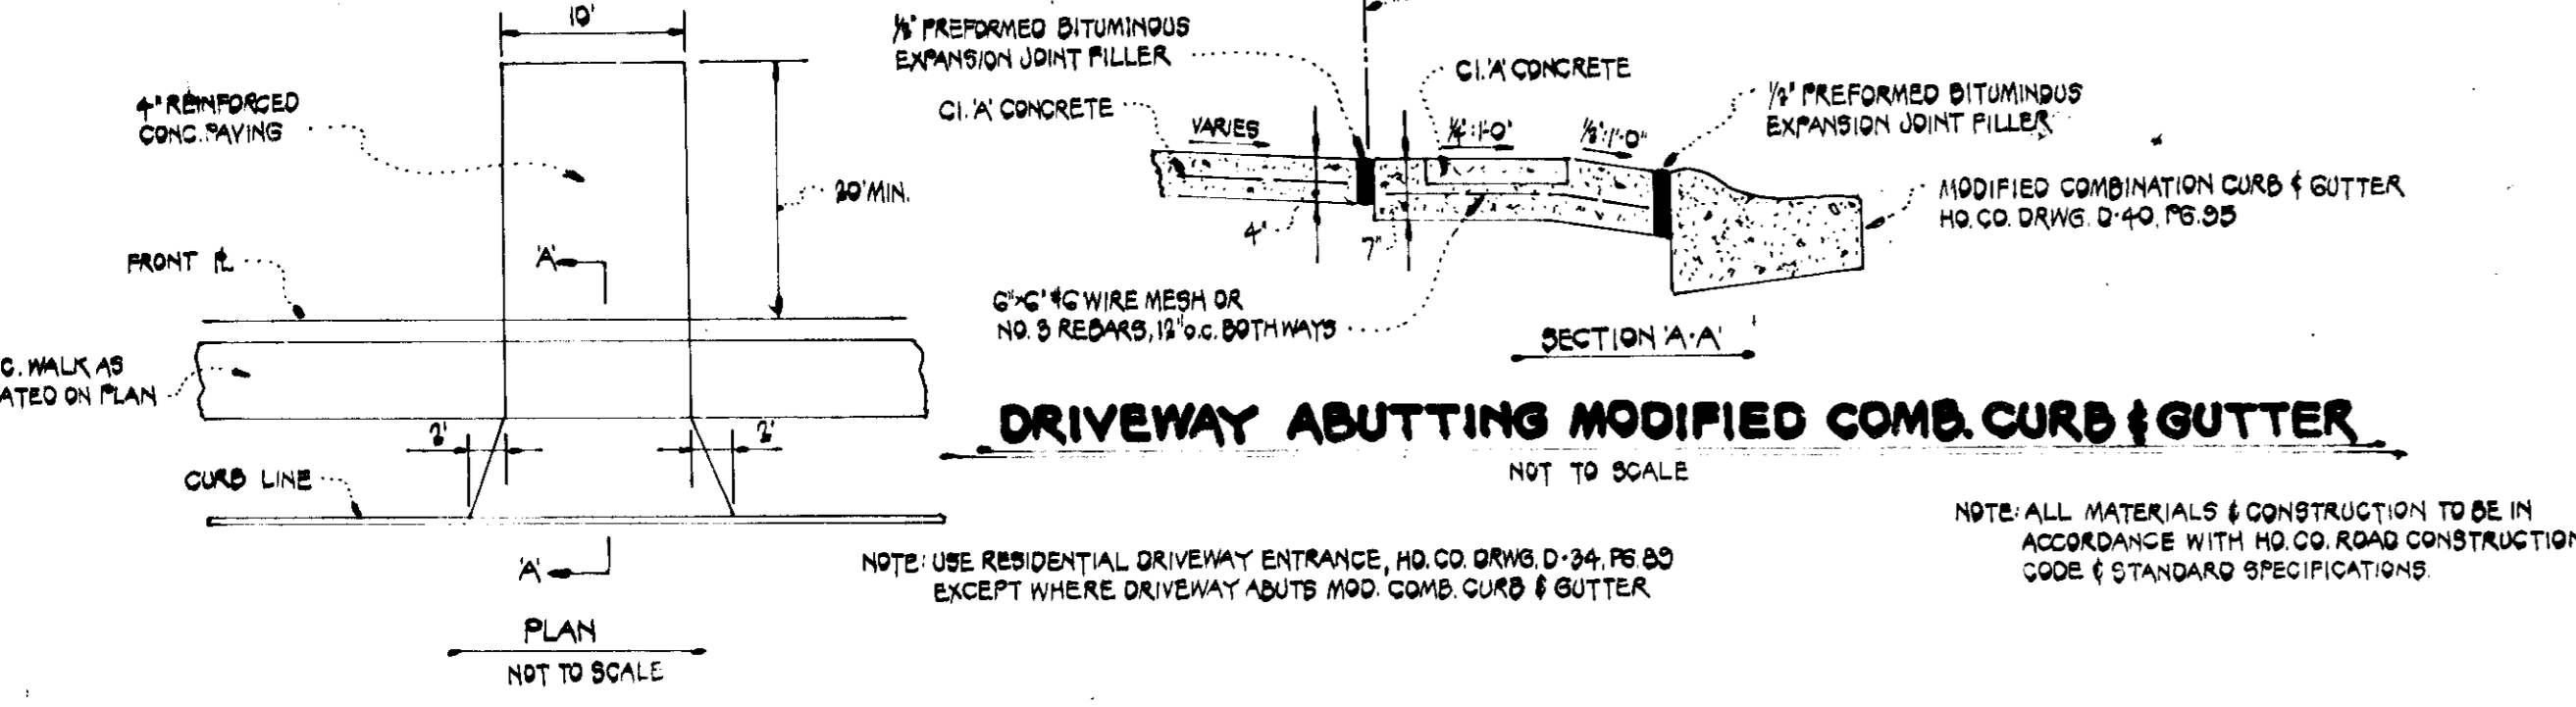 10'
4" REINFORCED
CONC. PAVING
20' MIN.
'A'
FRONT PL
C. WALK AS
ATED ON PLAN
2'
2'
CURB LINE
'A'
PLAN
NOT TO SCALE
PREFORMED BITUMINOUS
EXPANSION JOINT FILLER
Cl. 'A' CONCRETE
Cl. 'A' CONCRETE
1/2" PREFORMED BITUMINOUS
EXPANSION JOINT FILLER
VARIES
1/4":1'-0"
:1'-0"
4"
7"
MODIFIED COMBINATION CURB & GUTTER
HO. CO. DRWG. D-40, PG. 95
6"x6" #6 WIRE MESH OR
NO. 3 REBARS, 12" o.c. BOTH WAYS
SECTION 'A-A'
DRIVEWAY ABUTTING MODIFIED COMB. CURB & GUTTER
NOT TO SCALE
NOTE: USE RESIDENTIAL DRIVEWAY ENTRANCE, HO. CO. DRWG. D-34, PG. 89
EXCEPT WHERE DRIVEWAY ABUTS MOD. COMB. CURB & GUTTER
NOTE: ALL MATERIALS & CONSTRUCTION TO BE IN
ACCORDANCE WITH HO. CO. ROAD CONSTRUCTION
CODE & STANDARD SPECIFICATIONS.